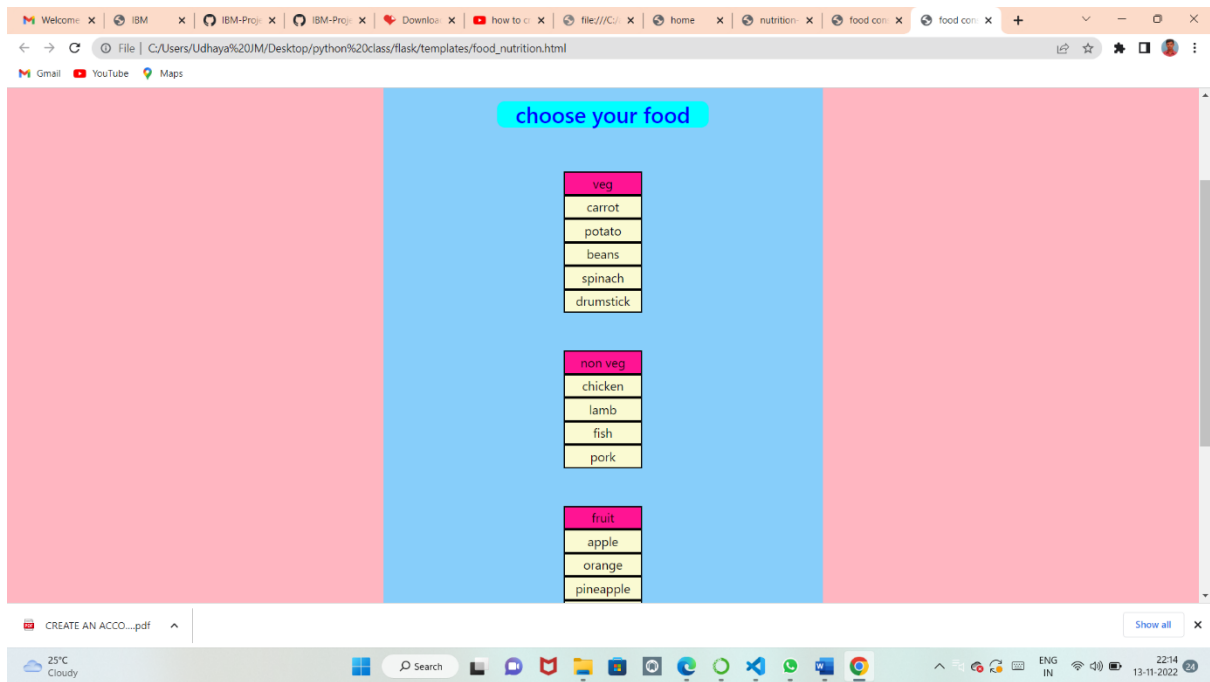 Welcome IBM IBM-Proje IBM-Proje Downloa how to c file:///C:/ home nutrition- food con food con
File | C:/Users/Udhaya%20JM/Desktop/python%20class/flask/templates/food_nutrition.html
Gmail YouTube Maps
choose your food
veg
carrot
potato
beans
spinach
drumstick
non veg
chicken
lamb
fish
pork
fruit
apple
orange
pineapple
CREATE AN ACCO....pdf Show all
25°C
Cloudy
Search
ENG
IN
22:14
13-11-2022
24